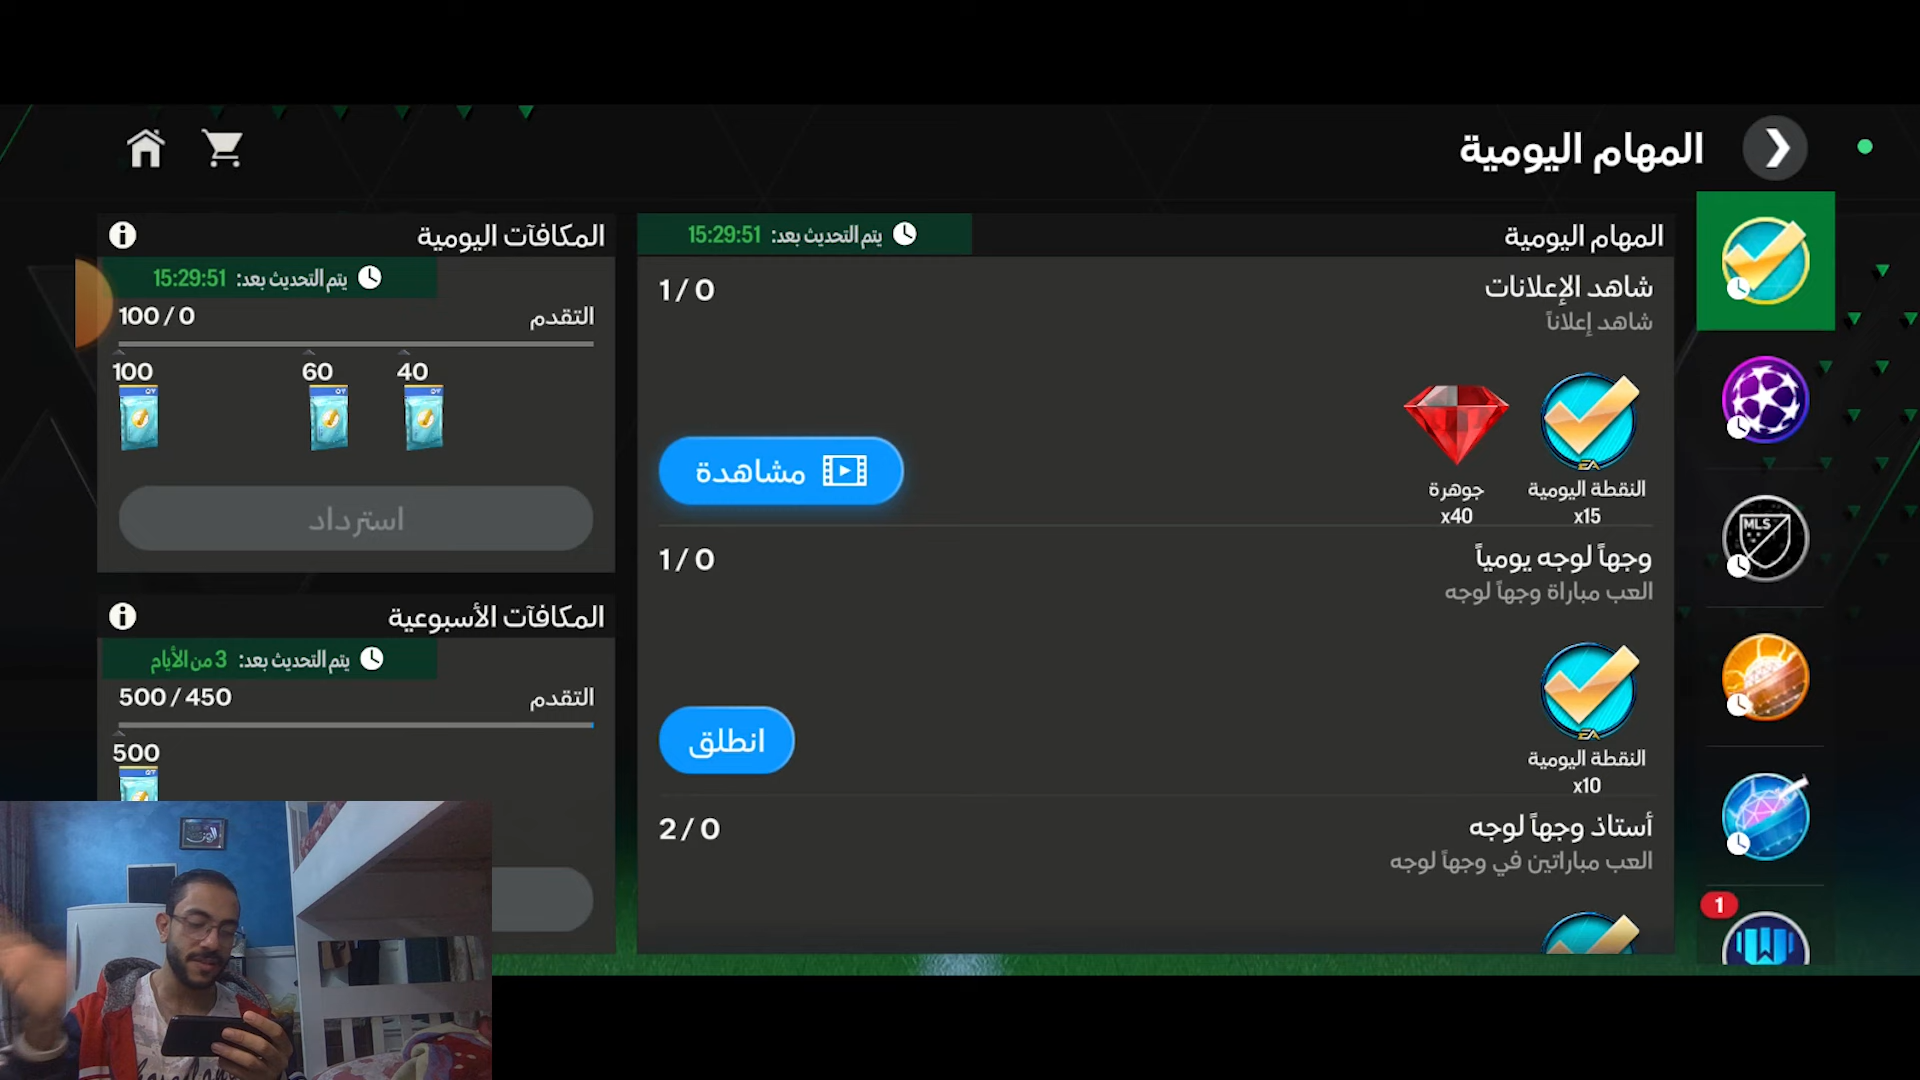 المهام اليومية
المهام اليومية
يتم التحديث بعد: 15:29:51
شاهد الإعلانات
1/0
شاهد إعلاناً
النقطة اليومية
x15
جوهرة
x40
مشاهدة
وجهاً لوجه يومياً
1/0
العب مباراة وجهاً لوجه
النقطة اليومية
x10
انطلق
أستاذ وجهاً لوجه
2/0
العب مباراتين في وجهاً لوجه
المكافآت اليومية
يتم التحديث بعد: 15:29:51
التقدم
100/0
40
60
100
استرداد
المكافآت الأسبوعية
يتم التحديث بعد: 3 من الأيام
التقدم
500/450
500
MLS
1
EA
EA